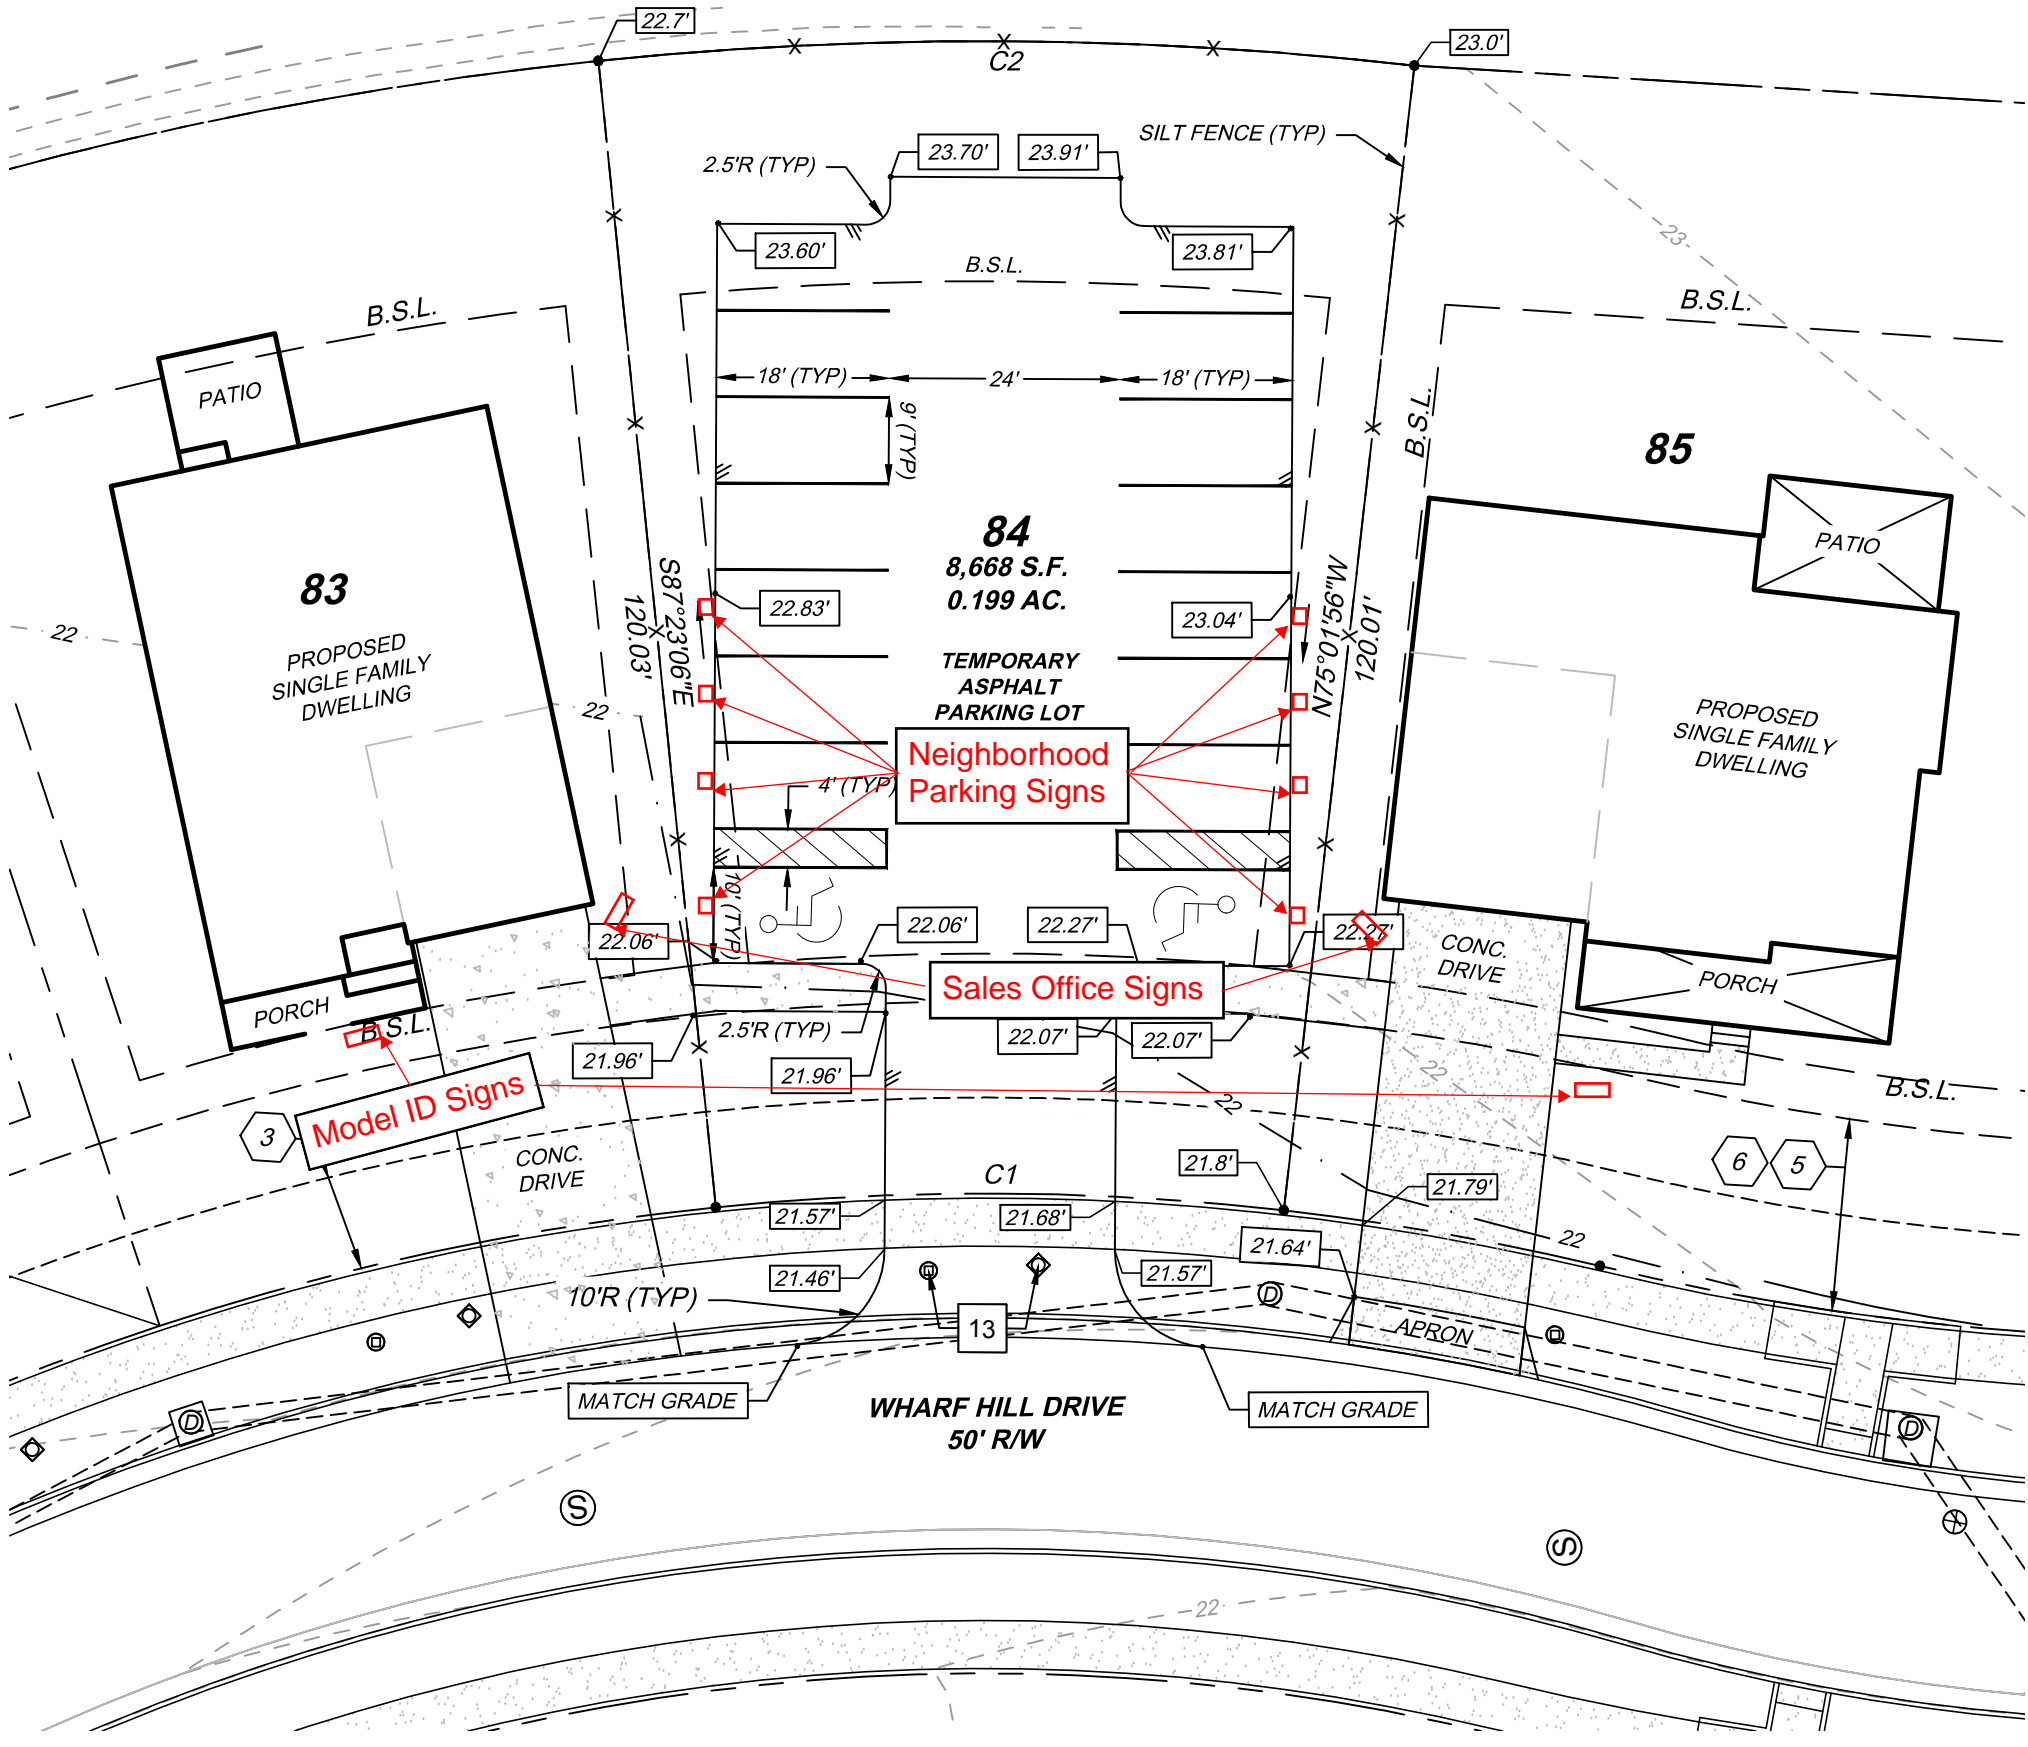 22.7'
23.0'
C2
SILT FENCE (TYP)
23.70'
23.91'
2.5'R (TYP)
23.60'
23.81'
23
B.S.L.
B.S.L.
B.S.L.
PATIO
18' (TYP)
24'
18' (TYP)
9' (TYP)
B.S.L.
85
84
8,668 S.F.
0.199 AC.
PATIO
83
PROPOSED
SINGLE FAMILY
DWELLING
22
S87°23'06"E
120.03'
22.83'
23.04'
N75°01'56"W
120.01'
TEMPORARY
ASPHALT
PARKING LOT
22
PROPOSED
SINGLE FAMILY
DWELLING
Neighborhood
Parking Signs
4' (TYP)
10' (TYP)
22.06'
22.06'
22.27'
22.27'
CONC.
DRIVE
PORCH
Sales Office Signs
PORCH
B.S.L.
2.5'R (TYP)
22.07'
22.07'
21.96'
21.96'
22
22
B.S.L.
Model ID Signs
3
CONC.
DRIVE
C1
21.8'
21.79'
6
5
21.57'
21.68'
21.64'
22
21.46'
21.57'
10'R (TYP)
D
13
APRON
MATCH GRADE
WHARF HILL DRIVE
50' R/W
MATCH GRADE
D
D
S
S
22